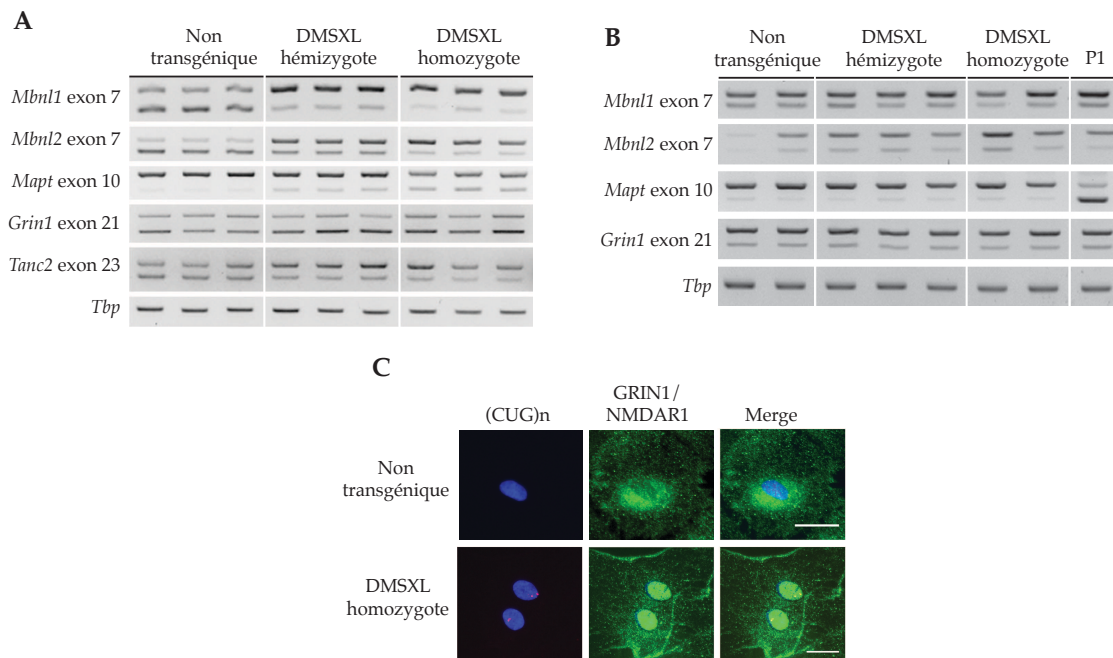 A
Non
transgénique
DMSXL
hémizygote
DMSXL
homozygote
Mbnl1 exon 7
Mbnl2 exon 7
Mapt exon 10
Grin1 exon 21
Tanc2 exon 23
Tbp
B
Non
transgénique
DMSXL
hémizygote
DMSXL
homozygote
P1
Mbnl1 exon 7
Mbnl2 exon 7
Mapt exon 10
Grin1 exon 21
Tbp
C
(CUG)n
GRIN1/
NMDAR1
Merge
Non
transgénique
DMSXL
homozygote